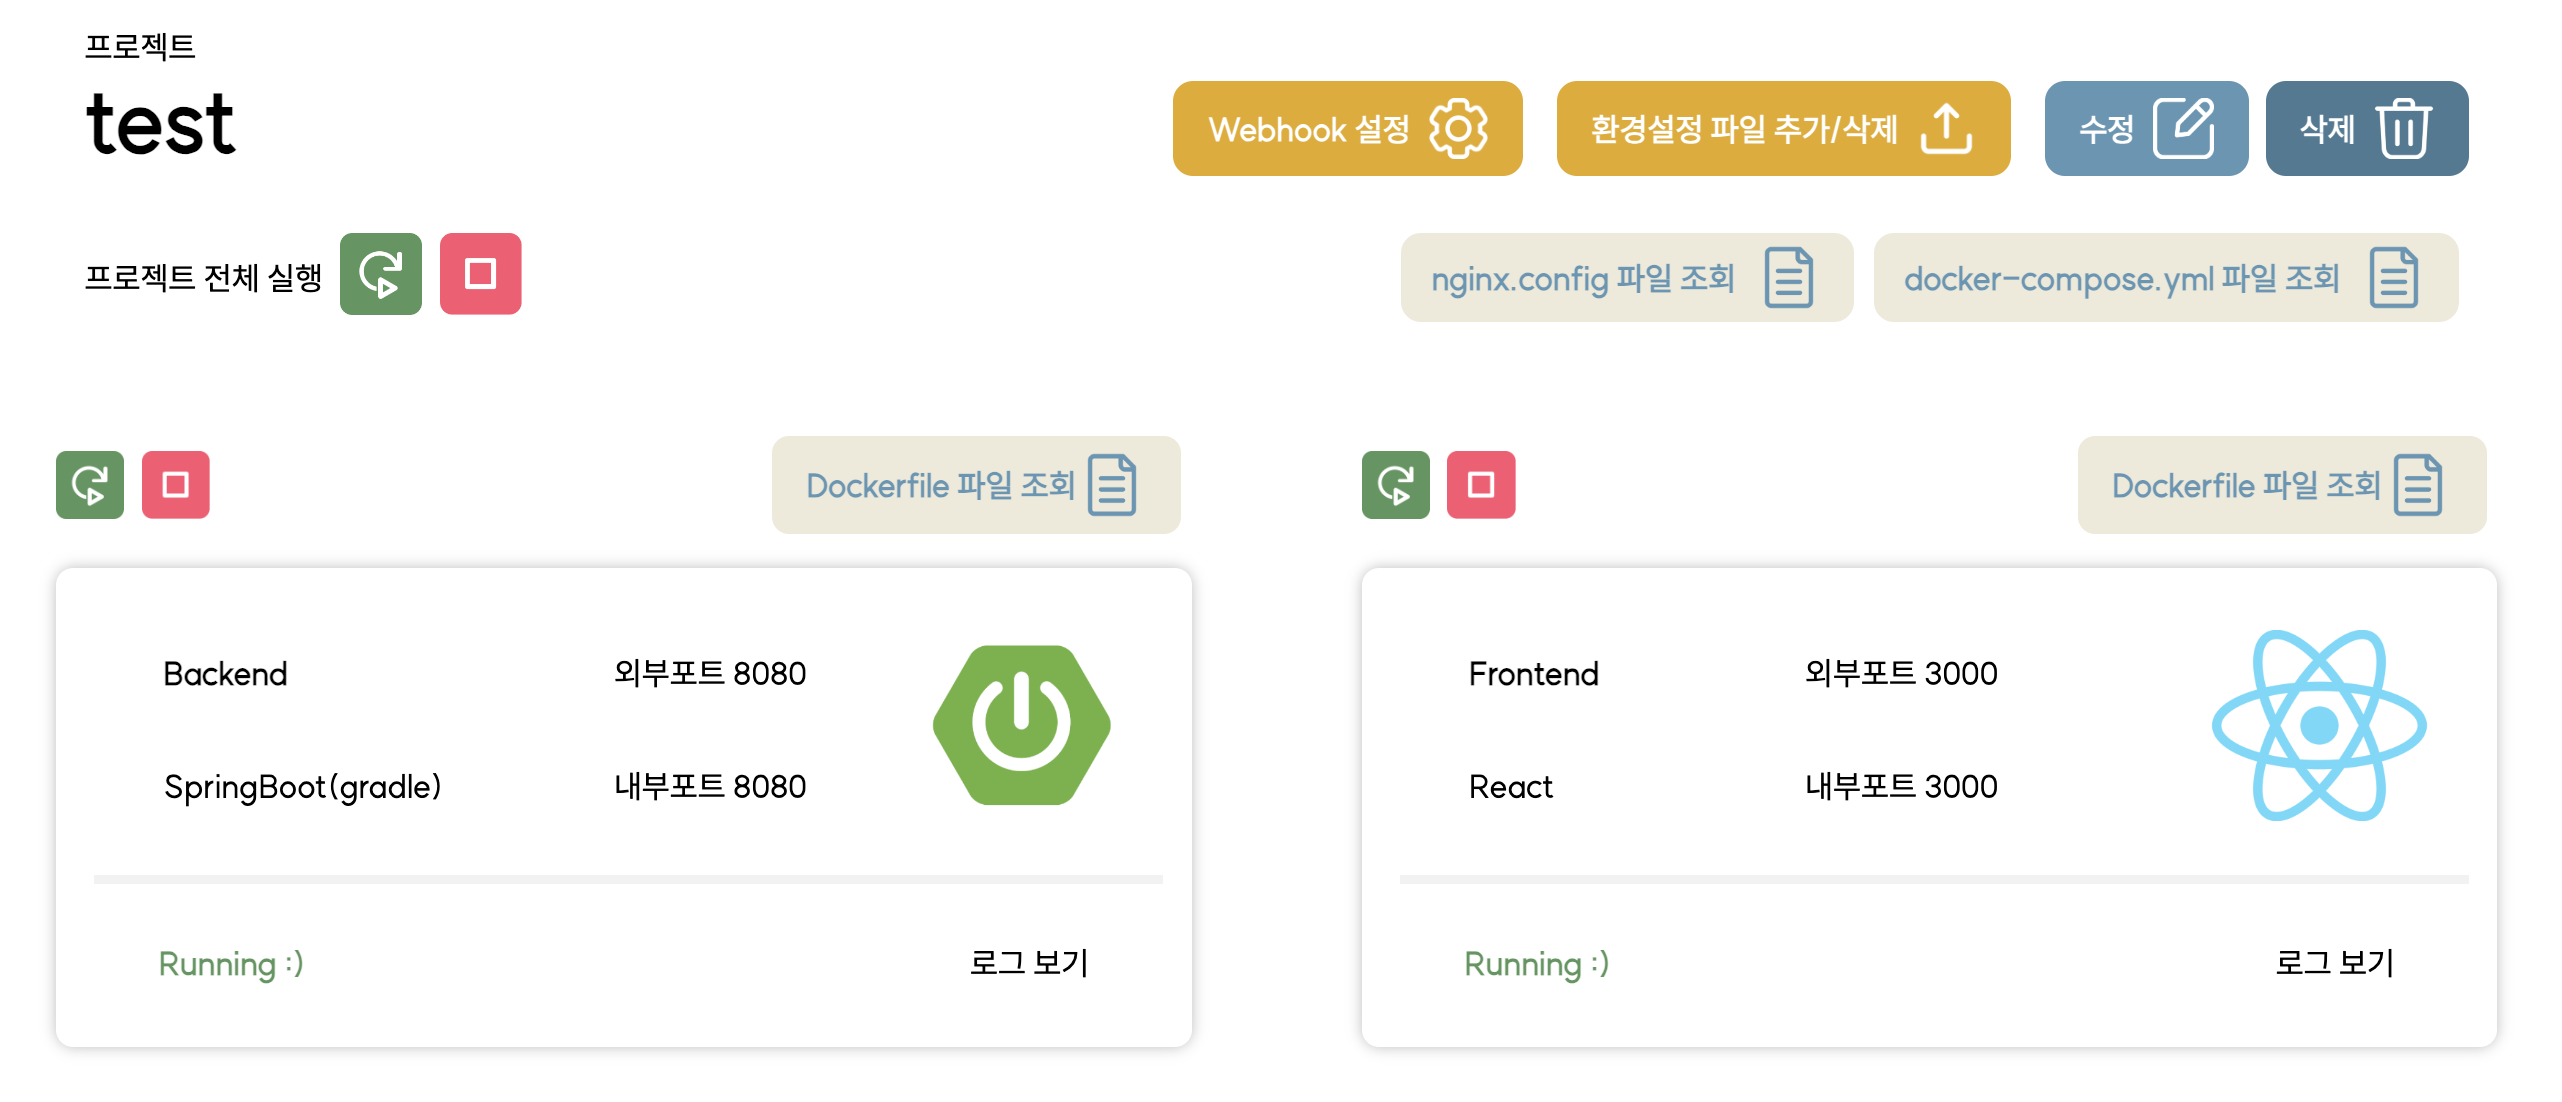 프로젝트
test
Webhook 설정
환경설정 파일 추가/삭제
수정
삭제
프로젝트 전체 실행
nginx.config 파일 조회
docker-compose.yml 파일 조회
Dockerfile 파일 조회
Backend
외부포트 8080
SpringBoot(gradle)
내부포트 8080
Running :)
로그 보기
Dockerfile 파일 조회
Frontend
외부포트 3000
React
내부포트 3000
Running :)
로그 보기